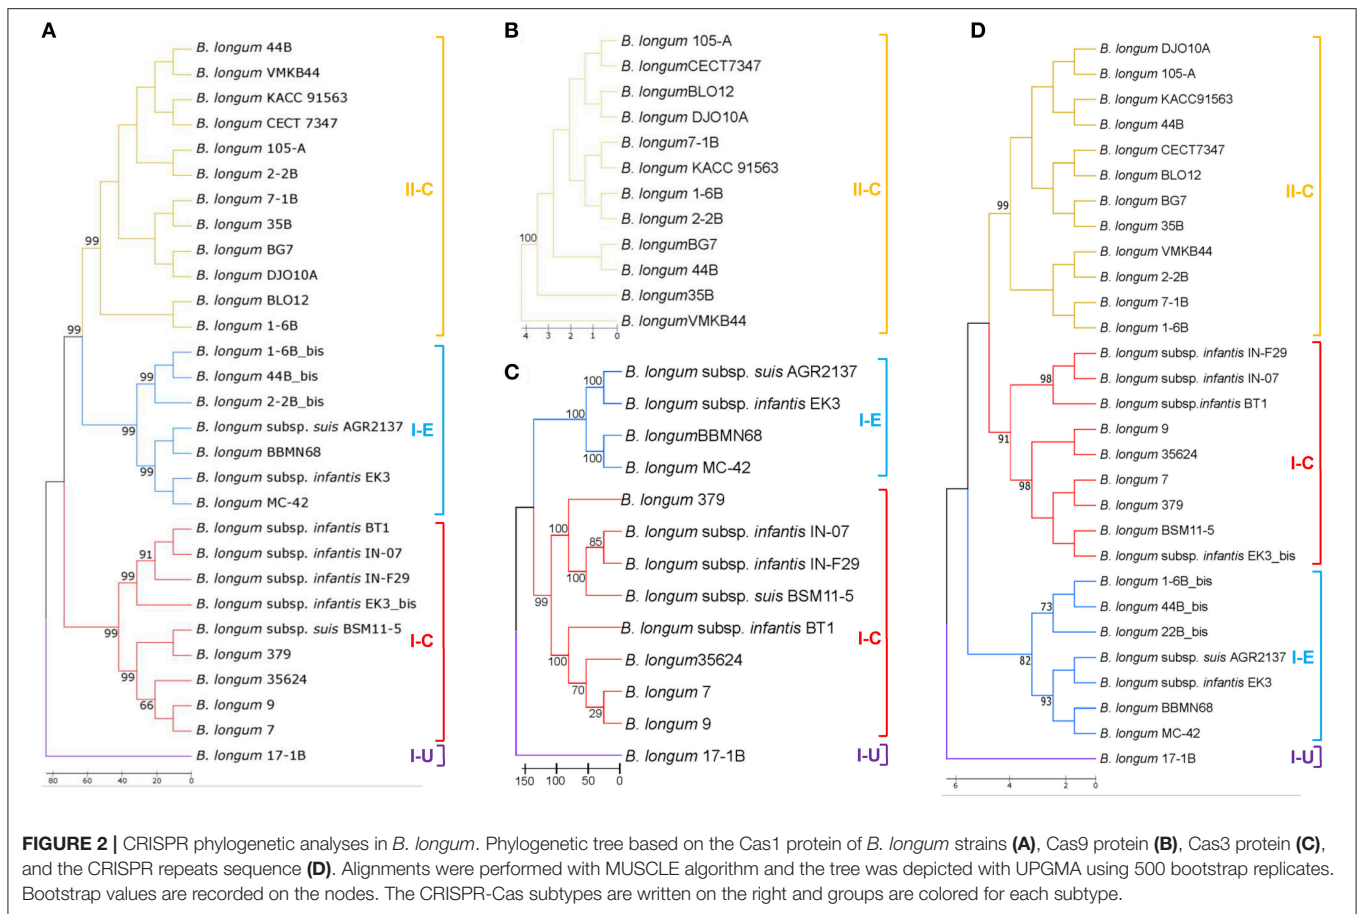 A
B. longum 44B
B. longum VMKB44
B. longum KACC 91563
B. longum CECT 7347
B. longum 105-A
B. longum 2-2B
B. longum 7-1B
B. longum 35B
B. longum BG7
B. longum DJO10A
B. longum BLO12
B. longum 1-6B
B. longum 1-6B_bis
B. longum 44B_bis
B. longum 2-2B_bis
B. longum subsp. suis AGR2137
B. longum BBMN68
B. longum subsp. infantis EK3
B. longum MC-42
B. longum subsp. infantis BT1
B. longum subsp. infantis IN-07
B. longum subsp. infantis IN-F29
B. longum subsp. infantis EK3_bis
B. longum subsp. suis BSM11-5
B. longum 379
B. longum 35624
B. longum 9
B. longum 7
B. longum 17-1B
99
99
99
99
99
91
99
99
99
66
II-C
I-E
I-C
I-U
80 60 40 20 0
B
B. longum 105-A
B. longumCECT7347
B. longumBLO12
B. longum DJO10A
B. longum7-1B
B. longum KACC 91563
B. longum 1-6B
B. longum 2-2B
B. longumBG7
B. longum 44B
B. longum35B
B. longumVMKB44
100
II-C
4 3 2 1 0
C
B. longum subsp. suis AGR2137
B. longum subsp. infantis EK3
B. longumBBMN68
B. longum MC-42
B. longum 379
B. longum subsp. infantis IN-07
B. longum subsp. infantis IN-F29
B. longum subsp. suis BSM11-5
B. longum subsp. infantis BT1
B. longum35624
B. longum 7
B. longum 9
B. longum 17-1B
100
100
100
100
85
100
99
100
70
29
I-E
I-C
I-U
150 100 50 0
D
B. longum DJO10A
B. longum 105-A
B. longum KACC91563
B. longum 44B
B. longum CECT7347
B. longum BLO12
B. longum BG7
B. longum 35B
B. longum VMKB44
B. longum 2-2B
B. longum 7-1B
B. longum 1-6B
B. longum subsp. infantis IN-F29
B. longum subsp. infantis IN-07
B. longum subsp.infantis BT1
B. longum 9
B. longum 35624
B. longum 7
B. longum 379
B. longum BSM11-5
B. longum subsp. infantis EK3_bis
B. longum 1-6B_bis
B. longum 44B_bis
B. longum 22B_bis
B. longum subsp. suis AGR2137
B. longum subsp. infantis EK3
B. longum BBMN68
B. longum MC-42
B. longum 17-1B
99
98
91
98
73
82
93
II-C
I-C
I-E
I-U
6 4 2 0
FIGURE 2 | CRISPR phylogenetic analyses in B. longum. Phylogenetic tree based on the Cas1 protein of B. longum strains (A), Cas9 protein (B), Cas3 protein (C),
and the CRISPR repeats sequence (D). Alignments were performed with MUSCLE algorithm and the tree was depicted with UPGMA using 500 bootstrap replicates.
Bootstrap values are recorded on the nodes. The CRISPR-Cas subtypes are written on the right and groups are colored for each subtype.